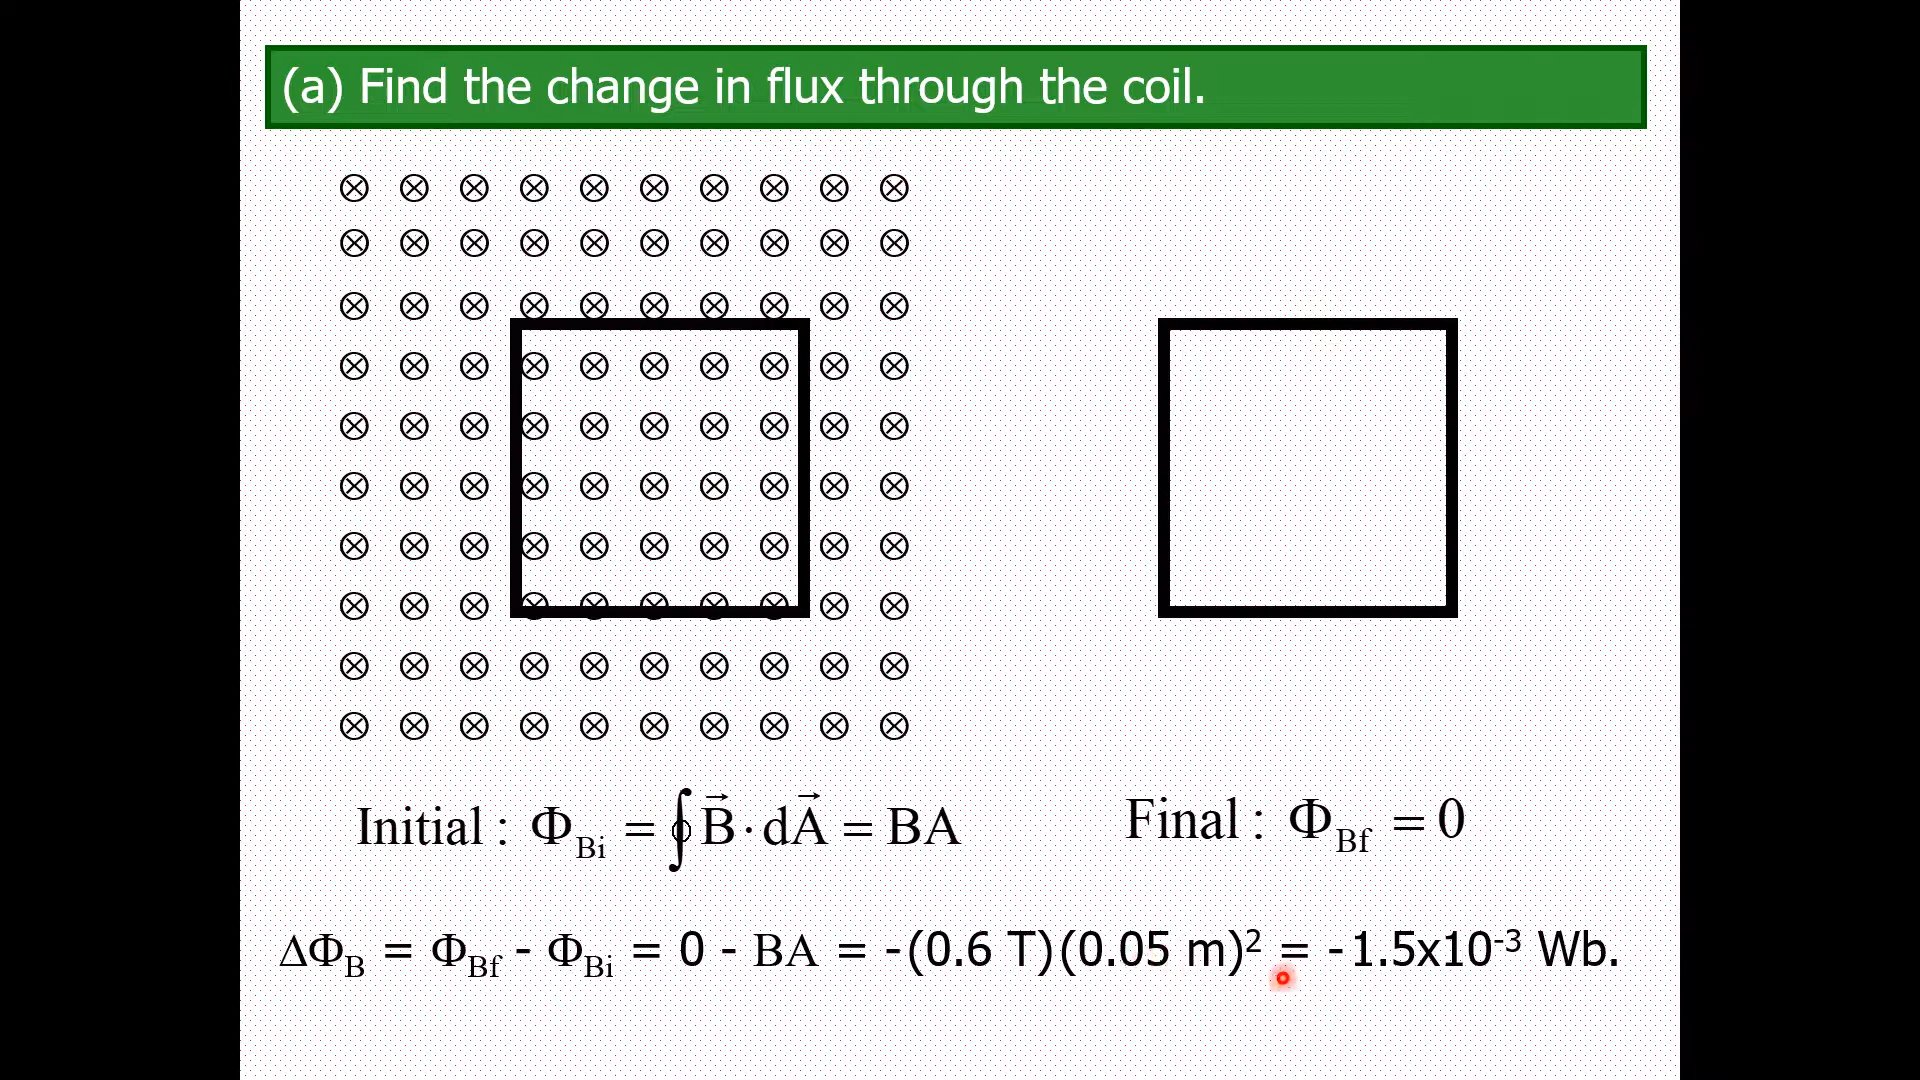 (a) Find the change in flux through the coil.
Initial : Φ_Bi = ∮ B⃗ · dA⃗ = BA
Final : Φ_Bf = 0
ΔΦ_B = Φ_Bf - Φ_Bi = 0 - BA = -(0.6 T)(0.05 m)² = -1.5x10⁻³ Wb.